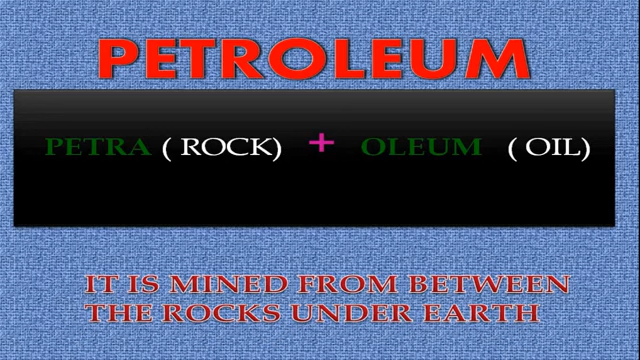 PETROLEUM
PETRA ( ROCK) + OLEUM ( OIL)
IT IS MINED FROM BETWEEN
THE ROCKS UNDER EARTH